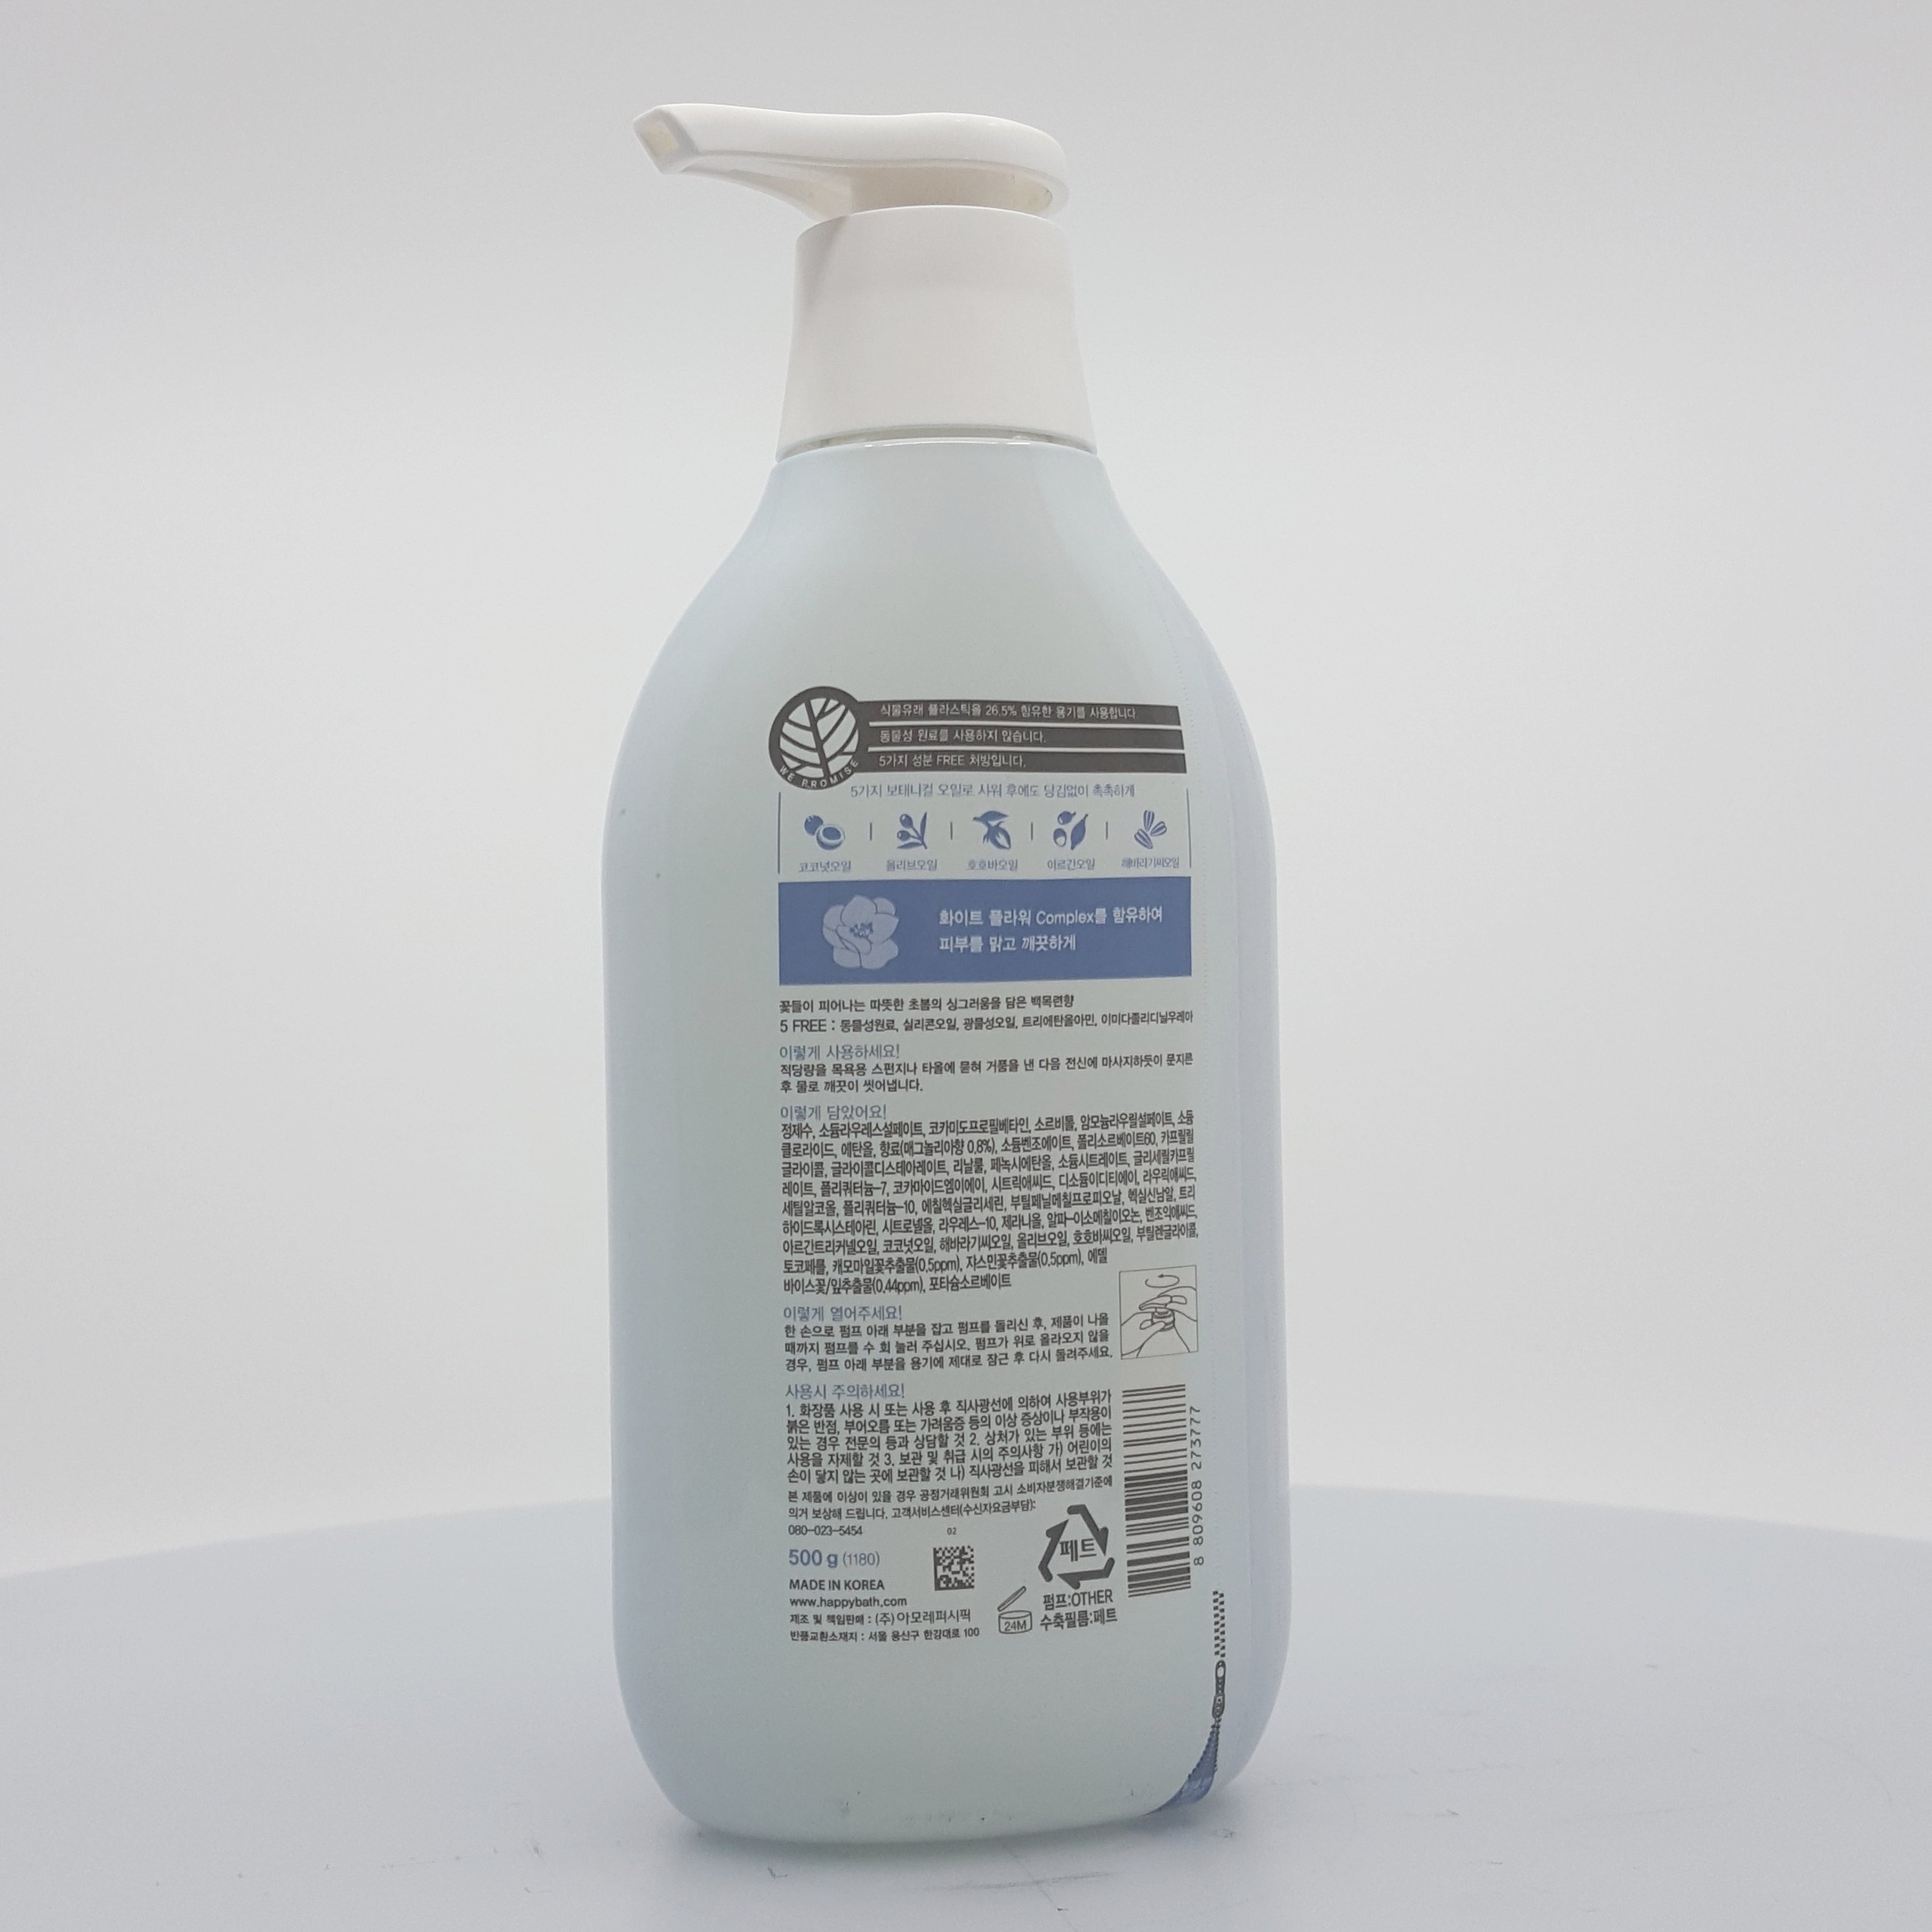 식물유래 플라스틱을 26.5% 함유한 용기를 사용합니다.
동물성 원료를 사용하지 않습니다.
5가지 성분 FREE 처방입니다.
WE PROMISE
5가지 보태니컬 오일로 샤워 후에도 당김없이 촉촉하게
코코넛오일 올리브오일 호호바오일 아르간오일 해바라기씨오일
화이트 플라워 Complex를 함유하여
피부를 맑고 깨끗하게
꽃들이 피어나는 따뜻한 초봄의 싱그러움을 담은 백목련향
5 FREE : 동물성원료, 실리콘오일, 광물성오일, 트리에탄올아민, 이미다졸리디닐우레아
이렇게 사용하세요!
적당량을 목욕용 스펀지나 타올에 묻혀 거품을 낸 다음 전신에 마사지하듯이 문지른
후 물로 깨끗이 씻어냅니다.
이렇게 담았어요!
정제수, 소듐라우레스설페이트, 코카미도프로필베타인, 소르비톨, 암모늄라우릴설페이트, 소듐
클로라이드, 에탄올, 향료(매그놀리아향 0.8%), 소듐벤조에이트, 폴리소르베이트60, 카프릴릴
글라이콜, 글라이콜디스테아레이트, 리날룰, 페녹시에탄올, 소듐시트레이트, 글리세릴카프릴
레이트, 폴리쿼터늄-7, 코카마이드엠이에이, 시트릭애씨드, 디소듐이디티에이, 라우릭애씨드,
세틸알코올, 폴리쿼터늄-10, 에칠헥실글리세린, 부틸페닐메칠프로피오날, 헥실신남알, 트리
하이드록시스테아린, 시트로넬올, 라우레스-10, 제라니올, 알파-이소메칠이오논, 벤조익애씨드,
아르간트리커넬오일, 코코넛오일, 해바라기씨오일, 올리브오일, 호호바씨오일, 부틸렌글라이콜,
토코페롤, 캐모마일꽃추출물(0.5ppm), 쟈스민꽃추출물(0.5ppm), 에델
바이스꽃/잎추출물(0.44ppm), 포타슘소르베이트
이렇게 열어주세요!
한 손으로 펌프 아래 부분을 잡고 펌프를 돌리신 후, 제품이 나올
때까지 펌프를 수 회 눌러 주십시오. 펌프가 위로 올라오지 않을
경우, 펌프 아래 부분을 용기에 제대로 잠근 후 다시 돌려주세요.
사용시 주의하세요!
1. 화장품 사용 시 또는 사용 후 직사광선에 의하여 사용부위가
붉은 반점, 부어오름 또는 가려움증 등의 이상 증상이나 부작용이
있는 경우 전문의 등과 상담할 것 2. 상처가 있는 부위 등에는
사용을 자제할 것 3. 보관 및 취급 시의 주의사항 가) 어린이의
손이 닿지 않는 곳에 보관할 것 나) 직사광선을 피해서 보관할 것
본 제품에 이상이 있을 경우 공정거래위원회 고시 소비자분쟁해결기준에
의거 보상해 드립니다. 고객서비스센터(수신자요금부담):
080-023-5454
02
500 g (1180)
MADE IN KOREA
www.happybath.com
제조 및 책임판매 : (주)아모레퍼시픽
반품교환소재지 : 서울 용산구 한강대로 100
24M
페트
펌프:OTHER
수축필름:페트
8 809608 273777